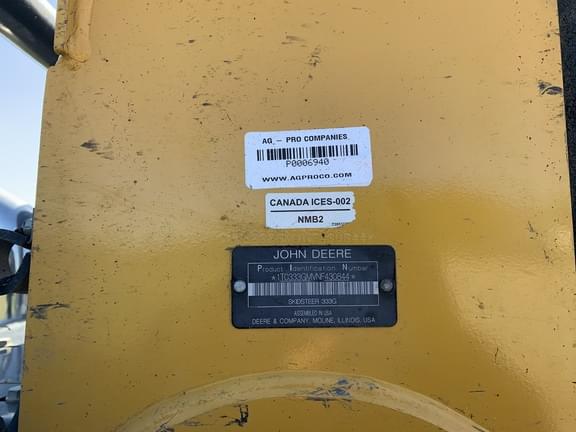 AG - PRO COMPANIES
P0006940
WWW.AGPROCO.COM
CANADA ICES-002
NMB2
JOHN DEERE
Product Identification Number
*1T0333GMVNF430844*
SKIDSTEER 333G
ASSEMBLED IN USA
DEERE & COMPANY, MOLINE, ILLINOIS, USA